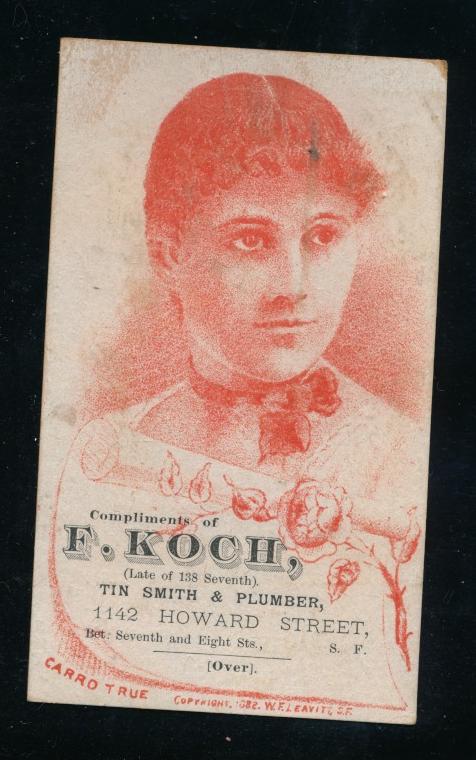 Compliments of
F. KOCH,
(Late of 138 Seventh).
TIN SMITH & PLUMBER,
1142 HOWARD STREET,
Bet: Seventh and Eight Sts., S. F.
[Over].
CARRO TRUE
COPYRIGHT, 1882. W.F. LEAVITT, S.F.